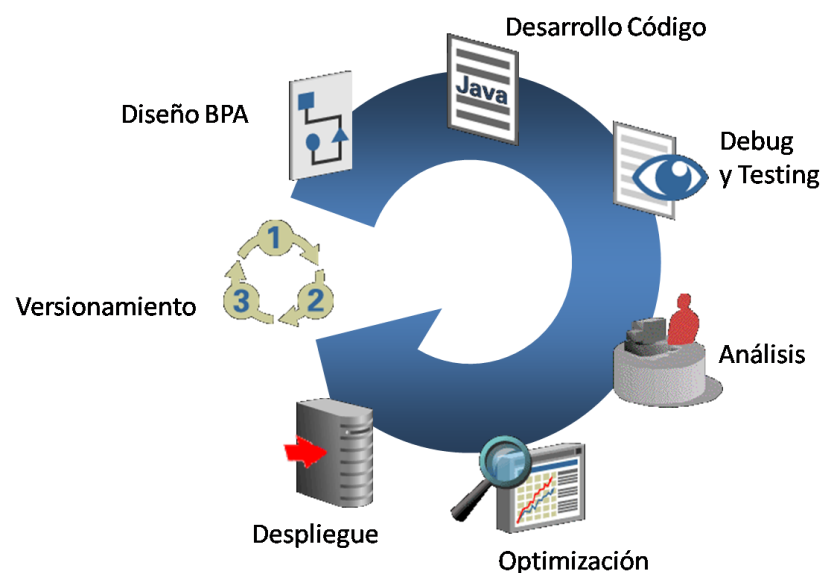 Desarrollo Código
Java
Diseño BPA
Debug
y Testing
1
2
3
Versionamiento
Análisis
Despliegue
Optimización